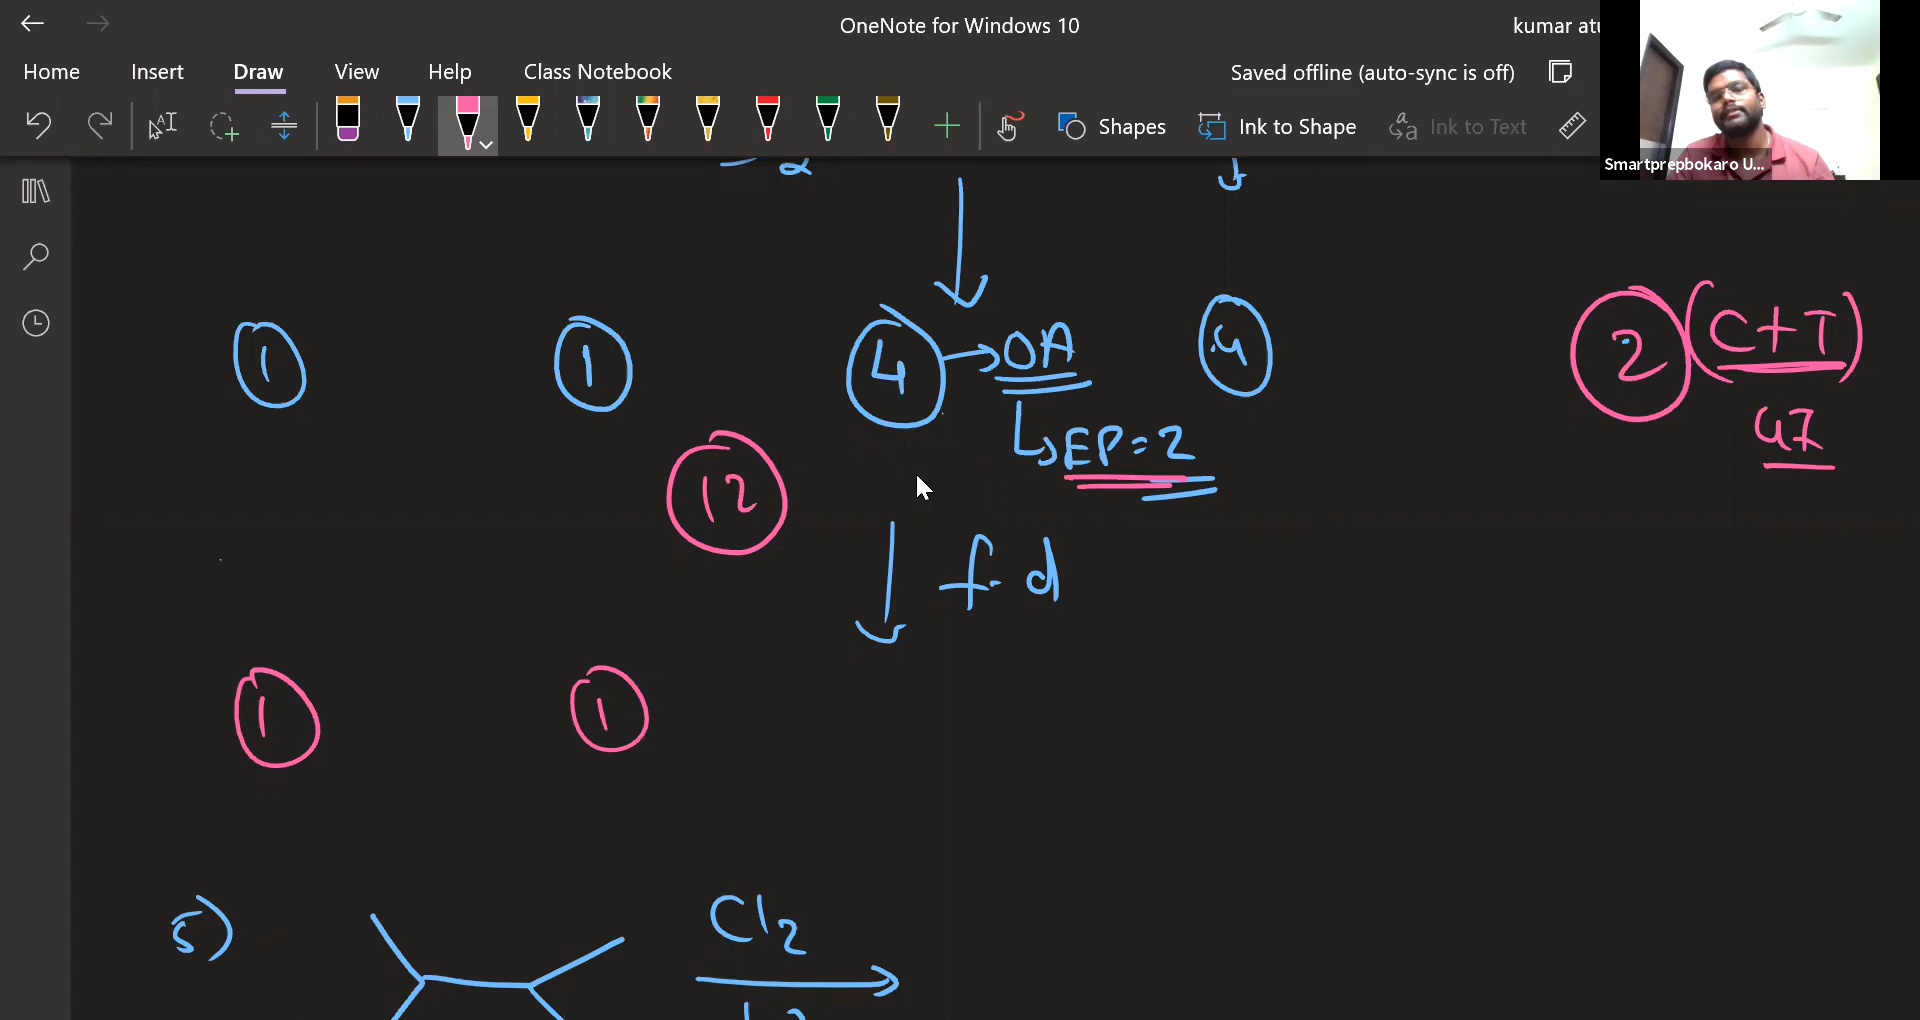 OneNote for Windows 10
kumar atu
Home Insert Draw View Help Class Notebook
Saved offline (auto-sync is off)
Shapes Ink to Shape Ink to Text
Smartprepbokaro U...
2
1 1 4 → OA 4 2 (C+T)
EP = 2 47
12
f. d
1 1
5) Cl2